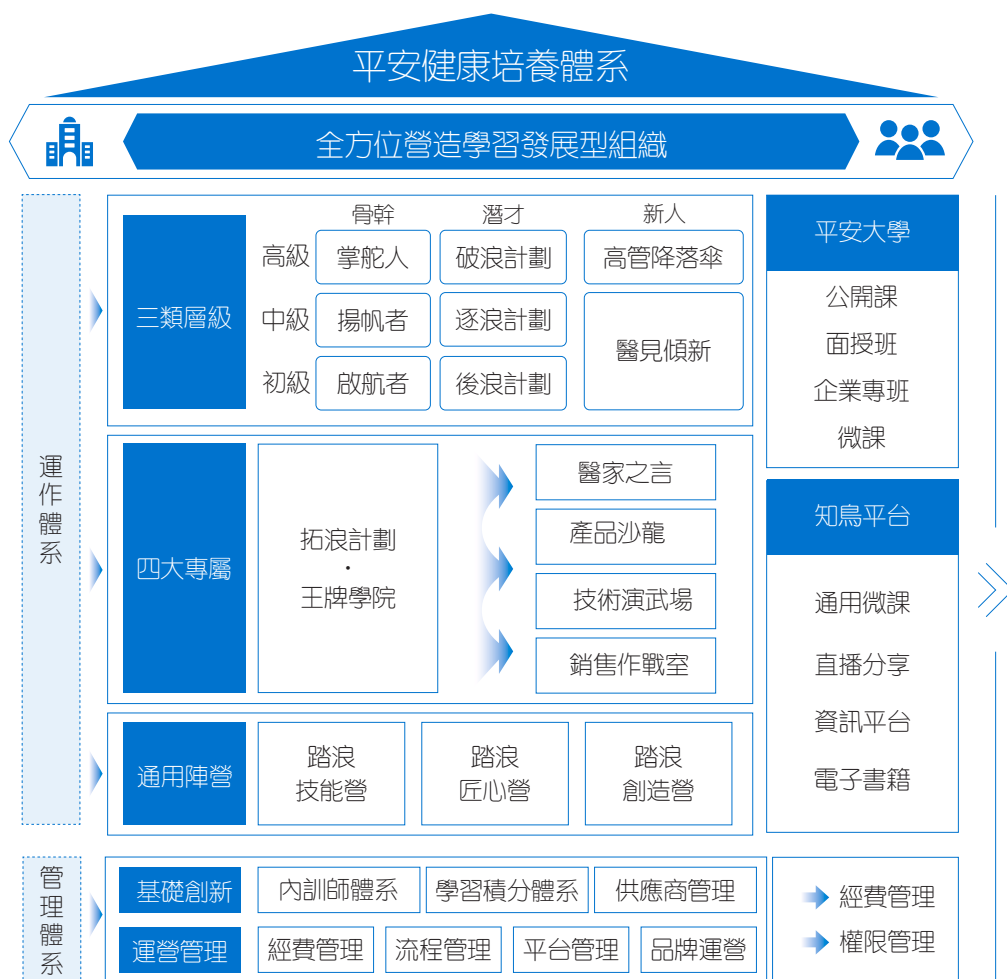 平安健康培養體系
全方位營造學習發展型組織
運作體系
三類層級
骨幹
潛才
新人
高級
掌舵人
破浪計劃
高管降落傘
中級
揚帆者
逐浪計劃
醫見傾新
初級
啟航者
後浪計劃
四大專屬
拓浪計劃
·
王牌學院
醫家之言
產品沙龍
技術演武場
銷售作戰室
通用陣營
踏浪
技能營
踏浪
匠心營
踏浪
創造營
平安大學
公開課
面授班
企業專班
微課
知鳥平台
通用微課
直播分享
資訊平台
電子書籍
管理體系
基礎創新
內訓師體系
學習積分體系
供應商管理
運營管理
經費管理
流程管理
平台管理
品牌運營
經費管理
權限管理